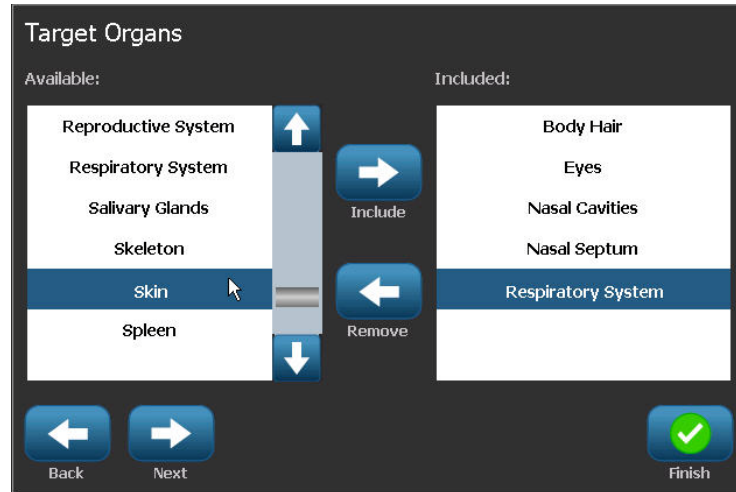 Target Organs
Available:
Included:
Reproductive System
Respiratory System
Salivary Glands
Skeleton
Skin
Spleen
Include
Remove
Body Hair
Eyes
Nasal Cavities
Nasal Septum
Respiratory System
Back
Next
Finish